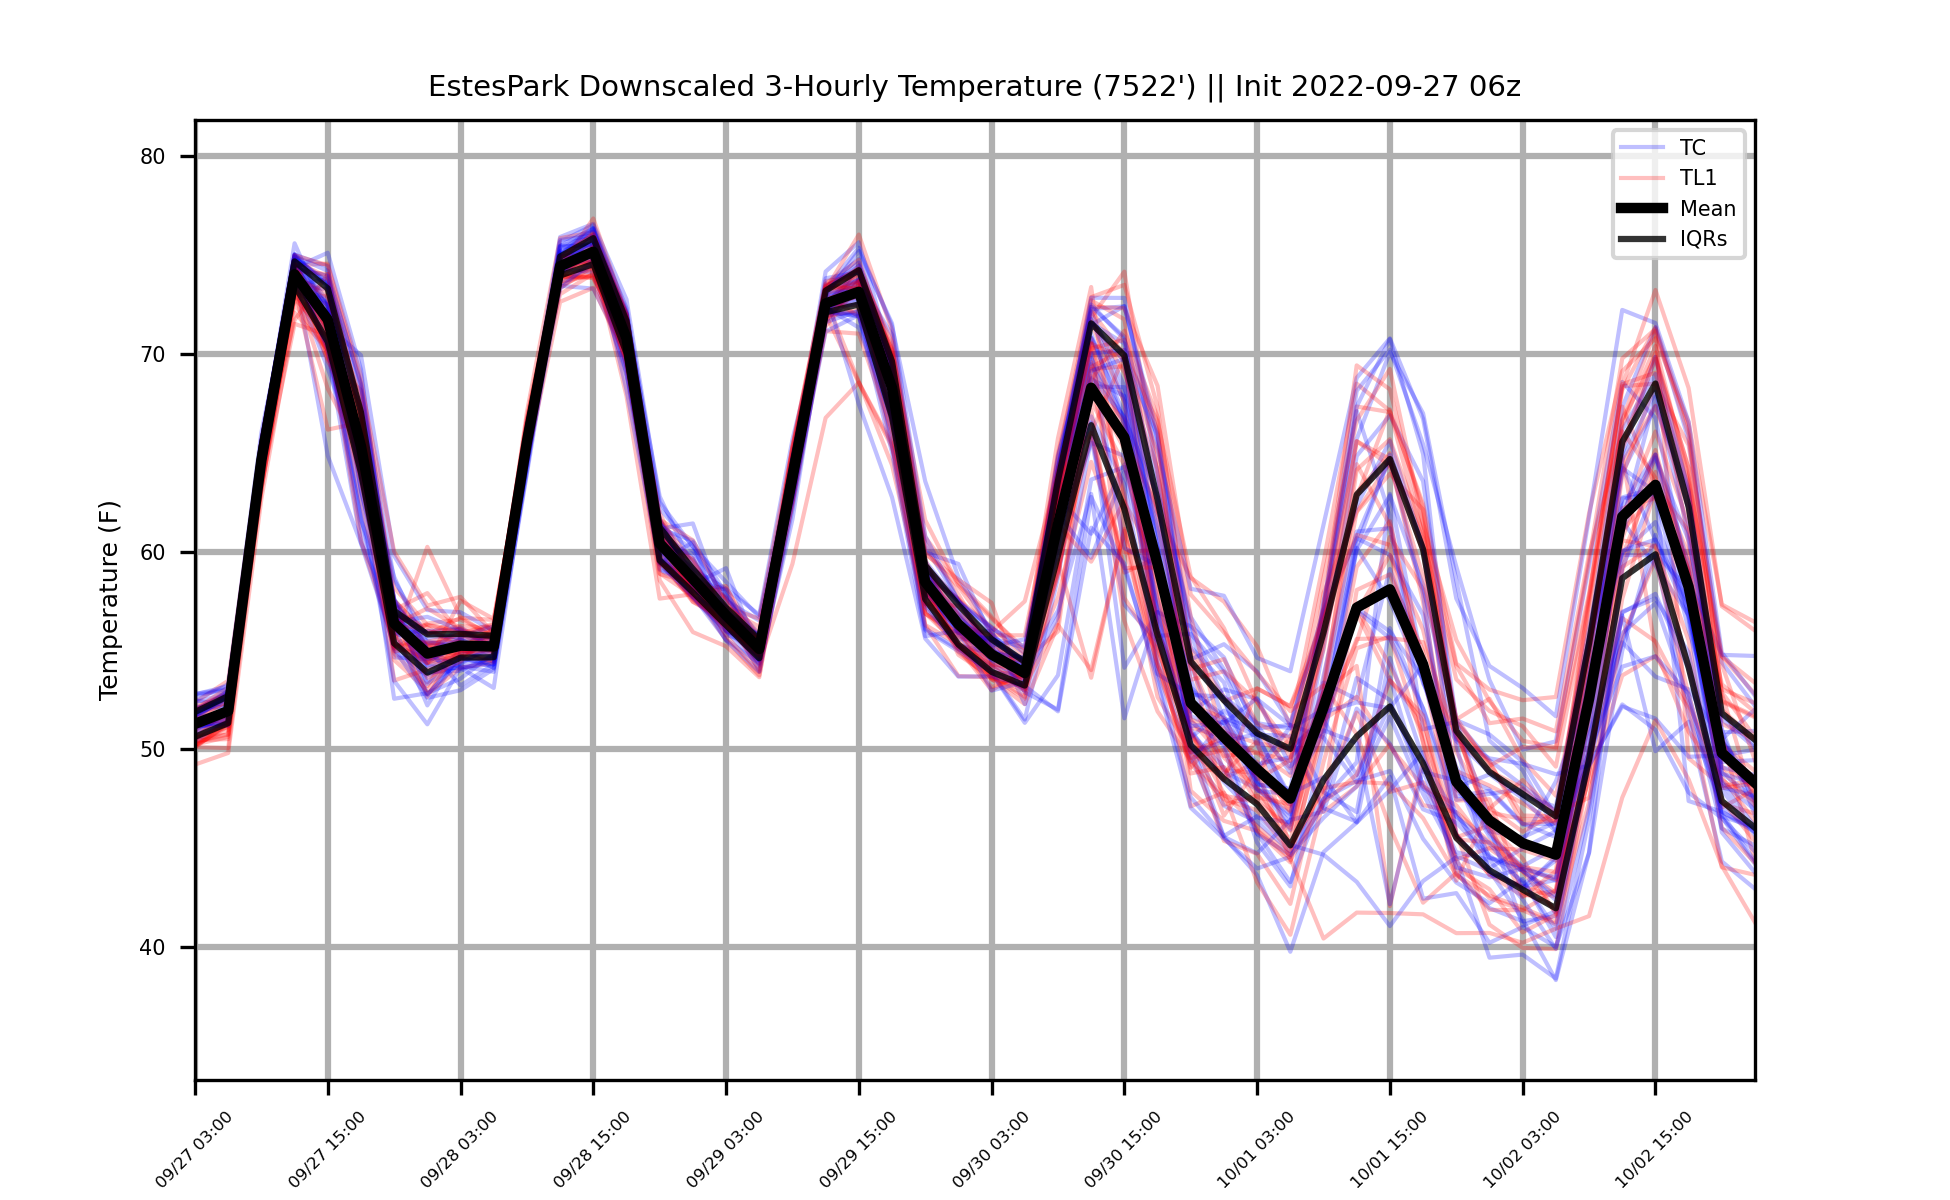 EstesPark Downscaled 3-Hourly Temperature (7522') || Init 2022-09-27 06z
TC
TL1
Mean
IQRs
Temperature (F)
80
70
60
50
40
09/27 03:00
09/27 15:00
09/28 03:00
09/28 15:00
09/29 03:00
09/29 15:00
09/30 03:00
09/30 15:00
10/01 03:00
10/01 15:00
10/02 03:00
10/02 15:00